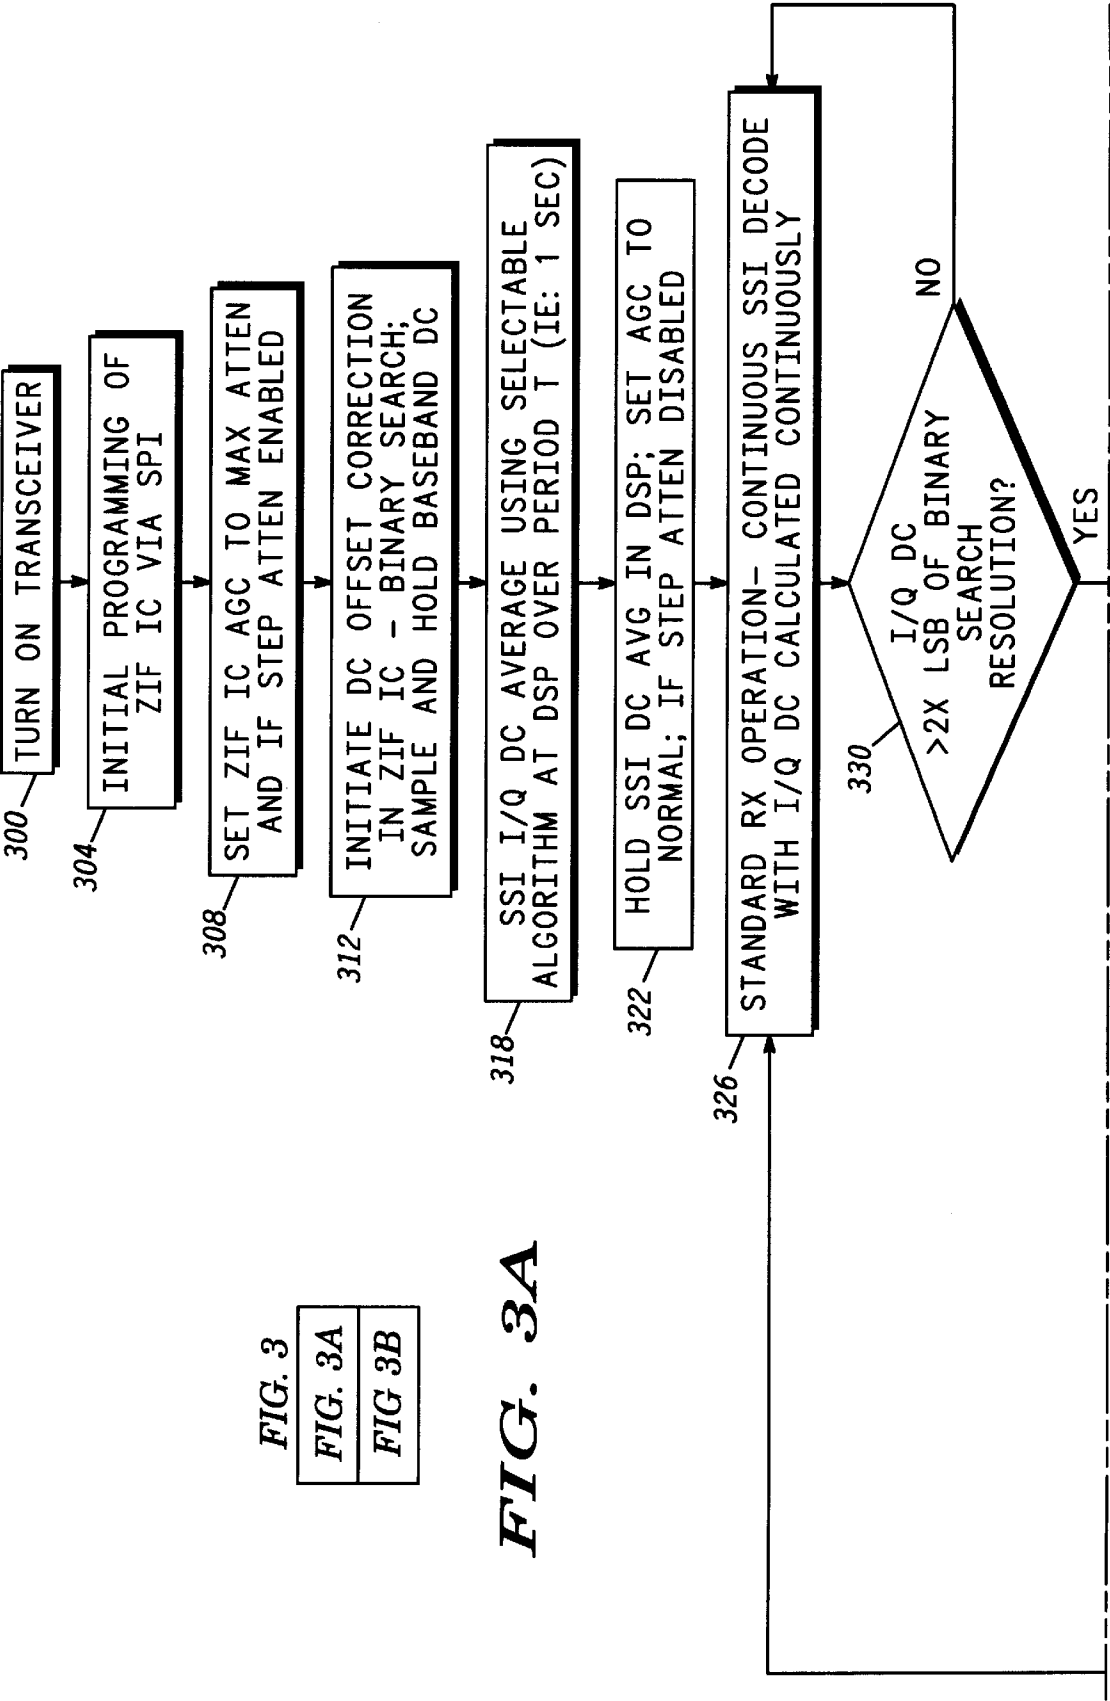 300
TURN ON TRANSCEIVER
304
INITIAL PROGRAMMING OF
ZIF IC VIA SPI
308
SET ZIF IC AGC TO MAX ATTEN
AND IF STEP ATTEN ENABLED
312
INITIATE DC OFFSET CORRECTION
IN ZIF IC - BINARY SEARCH;
SAMPLE AND HOLD BASEBAND DC
318
SSI I/Q DC AVERAGE USING SELECTABLE
ALGORITHM AT DSP OVER PERIOD T (IE: 1 SEC)
322
HOLD SSI DC AVG IN DSP; SET AGC TO
NORMAL; IF STEP ATTEN DISABLED
326
STANDARD RX OPERATION- CONTINUOUS SSI DECODE
WITH I/Q DC CALCULATED CONTINUOUSLY
330
I/Q DC
>2X LSB OF BINARY
SEARCH
RESOLUTION?
NO
YES
FIG. 3
FIG. 3A
FIG 3B
FIG. 3A